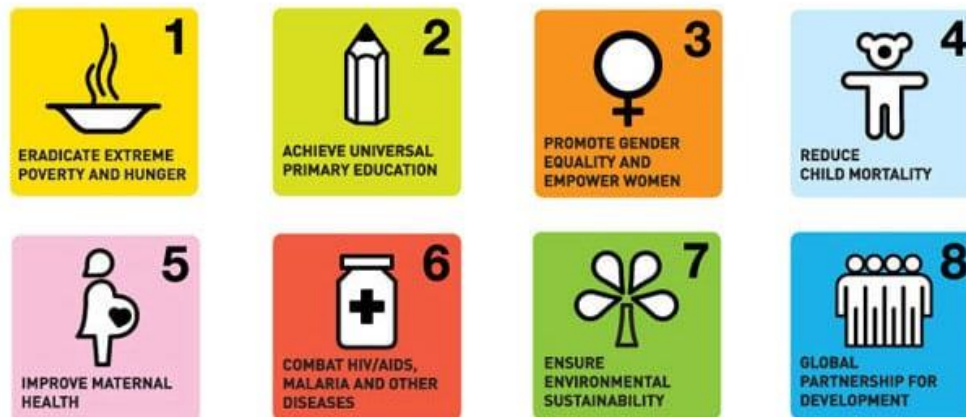 1
ERADICATE EXTREME
POVERTY AND HUNGER
2
ACHIEVE UNIVERSAL
PRIMARY EDUCATION
3
PROMOTE GENDER
EQUALITY AND
EMPOWER WOMEN
4
REDUCE
CHILD MORTALITY
5
IMPROVE MATERNAL
HEALTH
6
COMBAT HIV/AIDS,
MALARIA AND OTHER
DISEASES
7
ENSURE
ENVIRONMENTAL
SUSTAINABILITY
8
GLOBAL
PARTNERSHIP FOR
DEVELOPMENT